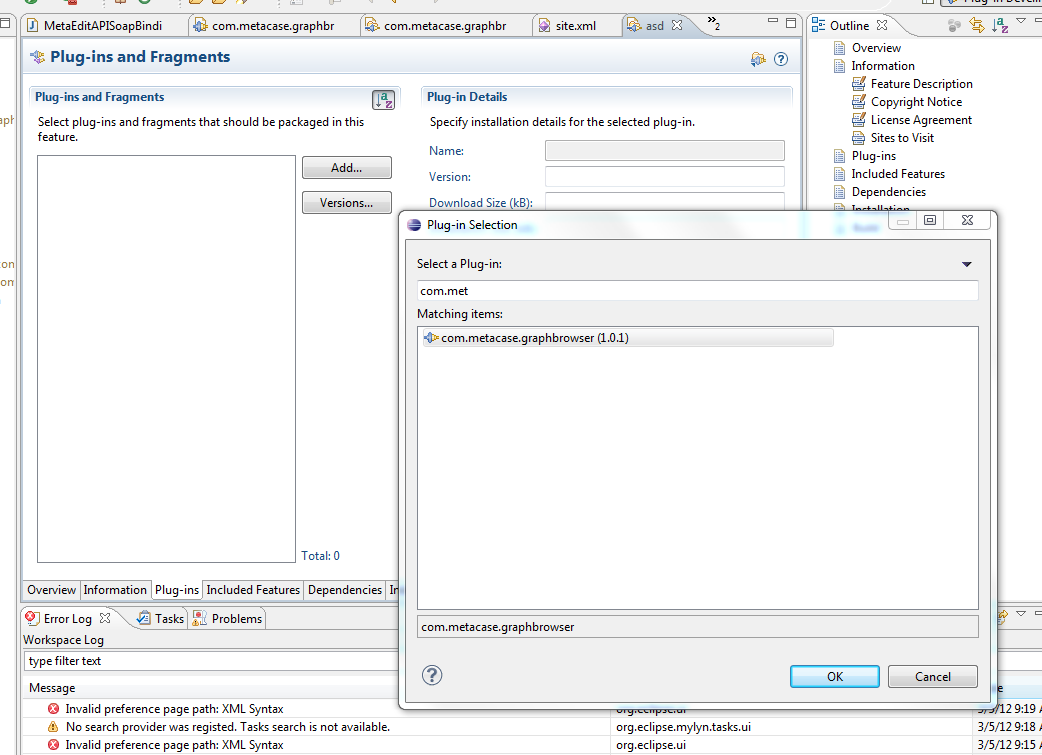 Plug-in Devel
MetaEditAPISoapBindi
com.metacase.graphbr
com.metacase.graphbr
site.xml
asd
2
Outline
Plug-ins and Fragments
Overview
Information
Feature Description
Copyright Notice
License Agreement
Sites to Visit
Plug-ins
Included Features
Dependencies
Installation
Build
Plug-ins and Fragments
Select plug-ins and fragments that should be packaged in this
feature.
Add...
Versions...
Total: 0
Plug-in Details
Specify installation details for the selected plug-in.
Name:
Version:
Download Size (kB):
Plug-in Selection
Select a Plug-in:
com.met
Matching items:
com.metacase.graphbrowser (1.0.1)
com.metacase.graphbrowser
OK
Cancel
Overview
Information
Plug-ins
Included Features
Dependencies
In
Error Log
Tasks
Problems
Workspace Log
type filter text
Message
Invalid preference page path: XML Syntax
org.eclipse.ui
3/5/12 9:19 A
No search provider was registed. Tasks search is not available.
org.eclipse.mylyn.tasks.ui
3/5/12 9:18 A
Invalid preference page path: XML Syntax
org.eclipse.ui
3/5/12 9:15 A